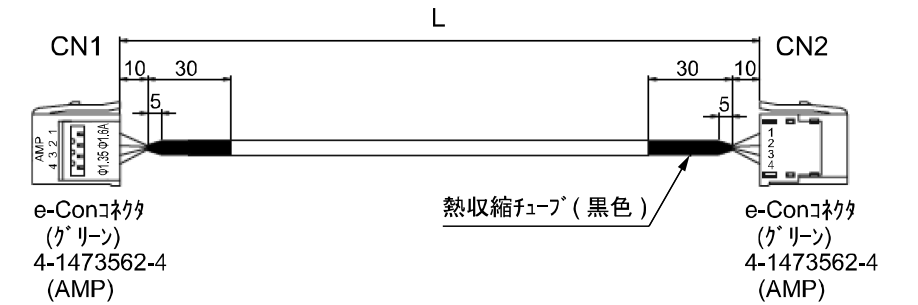 L
CN1
CN2
10
30
30
10
5
5
AMP
4 3 2 1
Φ1.35 Φ1.6A
1
2
3
4
熱収縮ﾁｭｰﾌﾞ ( 黒色 )
e-Conｺﾈｸﾀ
(ｸﾞﾘｰﾝ)
4-1473562-4
(AMP)
e-Conｺﾈｸﾀ
(ｸﾞﾘｰﾝ)
4-1473562-4
(AMP)